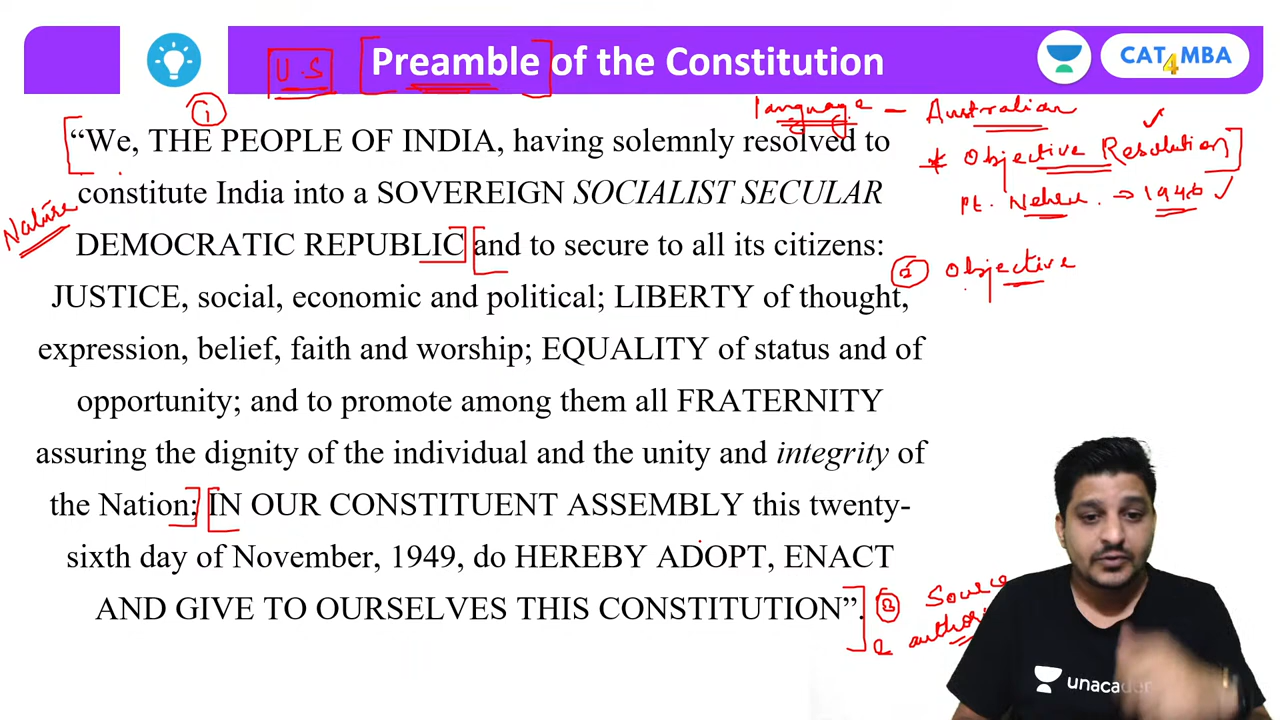 U.S
Preamble of the Constitution
CAT4MBA
language - Australian
* Objective Resolution
Pt. Nehru. → 1946 ✓
1
“We, THE PEOPLE OF INDIA, having solemnly resolved to
constitute India into a SOVEREIGN SOCIALIST SECULAR
Nature
DEMOCRATIC REPUBLIC and to secure to all its citizens:
2 Objective
JUSTICE, social, economic and political; LIBERTY of thought,
expression, belief, faith and worship; EQUALITY of status and of
opportunity; and to promote among them all FRATERNITY
assuring the dignity of the individual and the unity and integrity of
the Nation; IN OUR CONSTITUENT ASSEMBLY this twenty-
sixth day of November, 1949, do HEREBY ADOPT, ENACT
AND GIVE TO OURSELVES THIS CONSTITUTION”.
3 Source
unacade